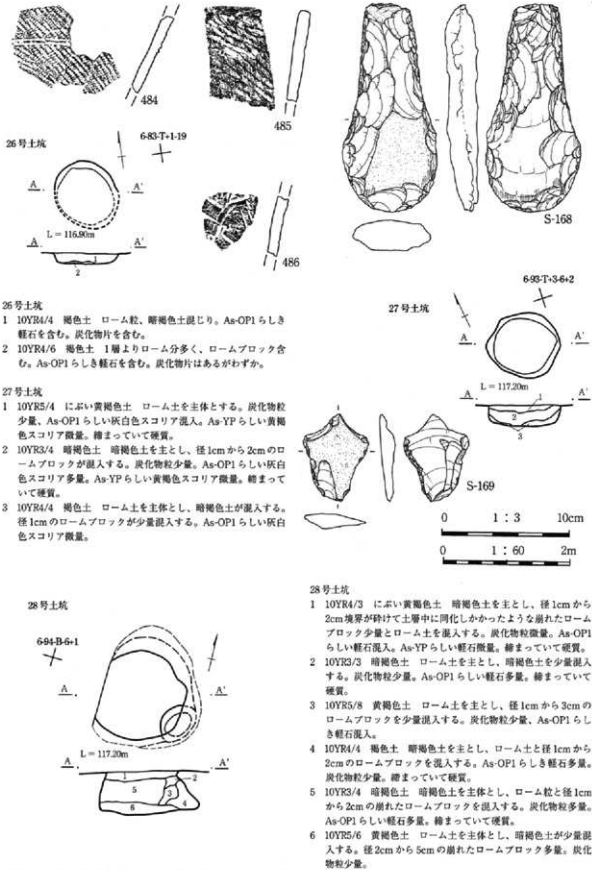 484
485
S-168
26号土坑
6-83-T+1-19
A A'
L = 116.90m
A A'
1
2
486
26号土坑
1 10YR4/4 褐色土 ローム粒、暗褐色土混じり。As-OP1らしき
軽石を含む。炭化物片を含む。
2 10YR4/6 褐色土 1層よりローム分多く、ロームブロック含
む。As-OP1らしき軽石を含む。炭化物片はあるがわずか。
27号土坑
1 10YR5/4 にぶい黄褐色土 ローム土を主体とする。炭化物粒
少量、As-OP1らしい灰白色スコリア混入。As-YPらしい黄褐
色スコリア微量。締まっていて硬質。
2 10YR3/4 暗褐色土 暗褐色土を主とし、径1cmから2cmのロ
ームブロックが混入する。炭化物粒少量。As-OP1らしい灰白
色スコリア多量。As-YPらしい黄褐色スコリア微量。締まって
いて硬質。
3 10YR4/4 褐色土 ローム土を主体とし、暗褐色土が混入する。
径1cmのロームブロックが少量混入する。As-OP1らしい灰白
色スコリア微量。
27号土坑
6-93-T+3-6+2
A A'
L = 117.20m
A A'
1
2
3
S-169
0 1：3 10cm
0 1：60 2m
28号土坑
6-94-B-6+1
A A'
L = 117.20m
A A'
1 2
5 3
6 4
28号土坑
1 10YR4/3 にぶい黄褐色土 暗褐色土を主とし、径1cmから
2cm境界が砕けて土層中に同化しかかったような崩れたローム
ブロック少量とローム土を混入する。炭化物粒微量。As-OP1
らしい軽石混入。As-YPらしい軽石微量。締まっていて硬質。
2 10YR3/3 暗褐色土 ローム土を主とし、暗褐色土を少量混入
する。炭化物粒少量。As-OP1らしい軽石多量。締まっていて
硬質。
3 10YR5/8 黄褐色土 ローム土を主とし、径1cmから3cmの
ロームブロックを少量混入する。炭化物粒少量、As-OP1らし
き軽石混入。
4 10YR4/4 褐色土 暗褐色土を主とし、ローム土と径1cmから
2cmのロームブロックを混入する。As-OP1らしき軽石多量。
炭化物粒少量。締まっていて硬質。
5 10YR3/4 暗褐色土 暗褐色土を主体とし、ローム粒と径1cm
から2cmの崩れたロームブロックを混入する。炭化物粒多量。
As-OP1らしい軽石多量。締まっていて硬質。
6 10YR5/6 黄褐色土 ローム土を主体とし、暗褐色土が少量混
入する。径2cmから5cmの崩れたロームブロック多量。炭化
物粒少量。